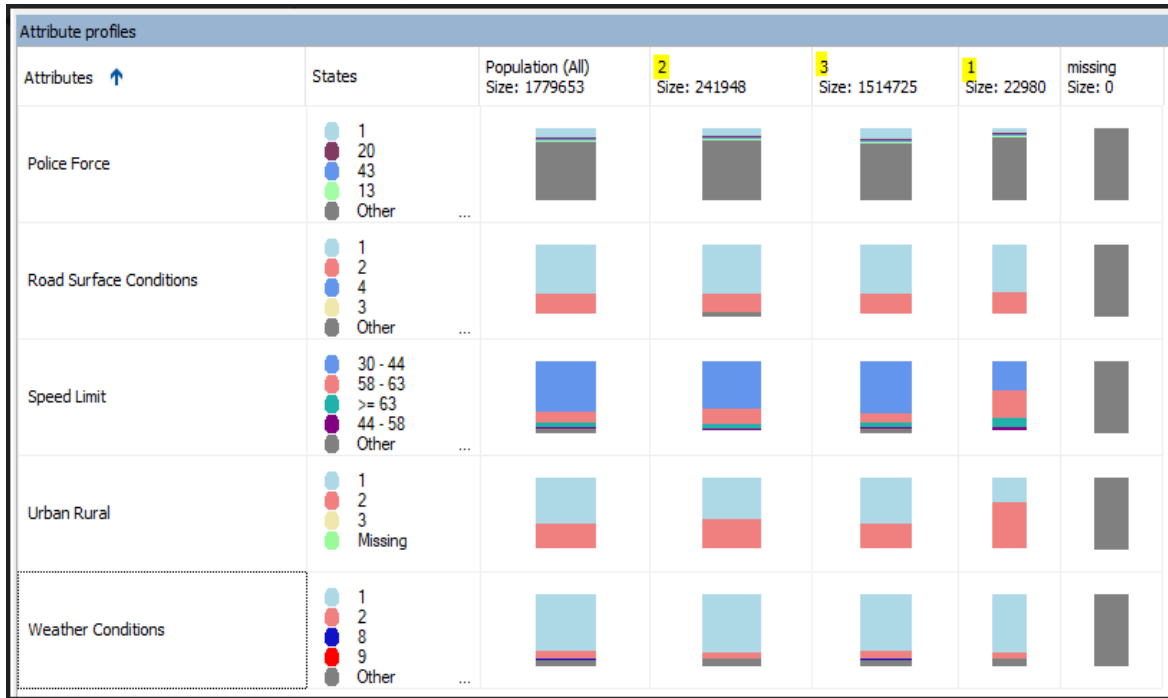 Attribute profiles
Attributes States Population (All) Size: 1779653 2 Size: 241948 3 Size: 1514725 1 Size: 22980 missing Size: 0
Police Force
1
20
43
13
Other ...
Road Surface Conditions
1
2
4
3
Other ...
Speed Limit
30 - 44
58 - 63
>= 63
44 - 58
Other ...
Urban Rural
1
2
3
Missing
Weather Conditions
1
2
8
9
Other ...